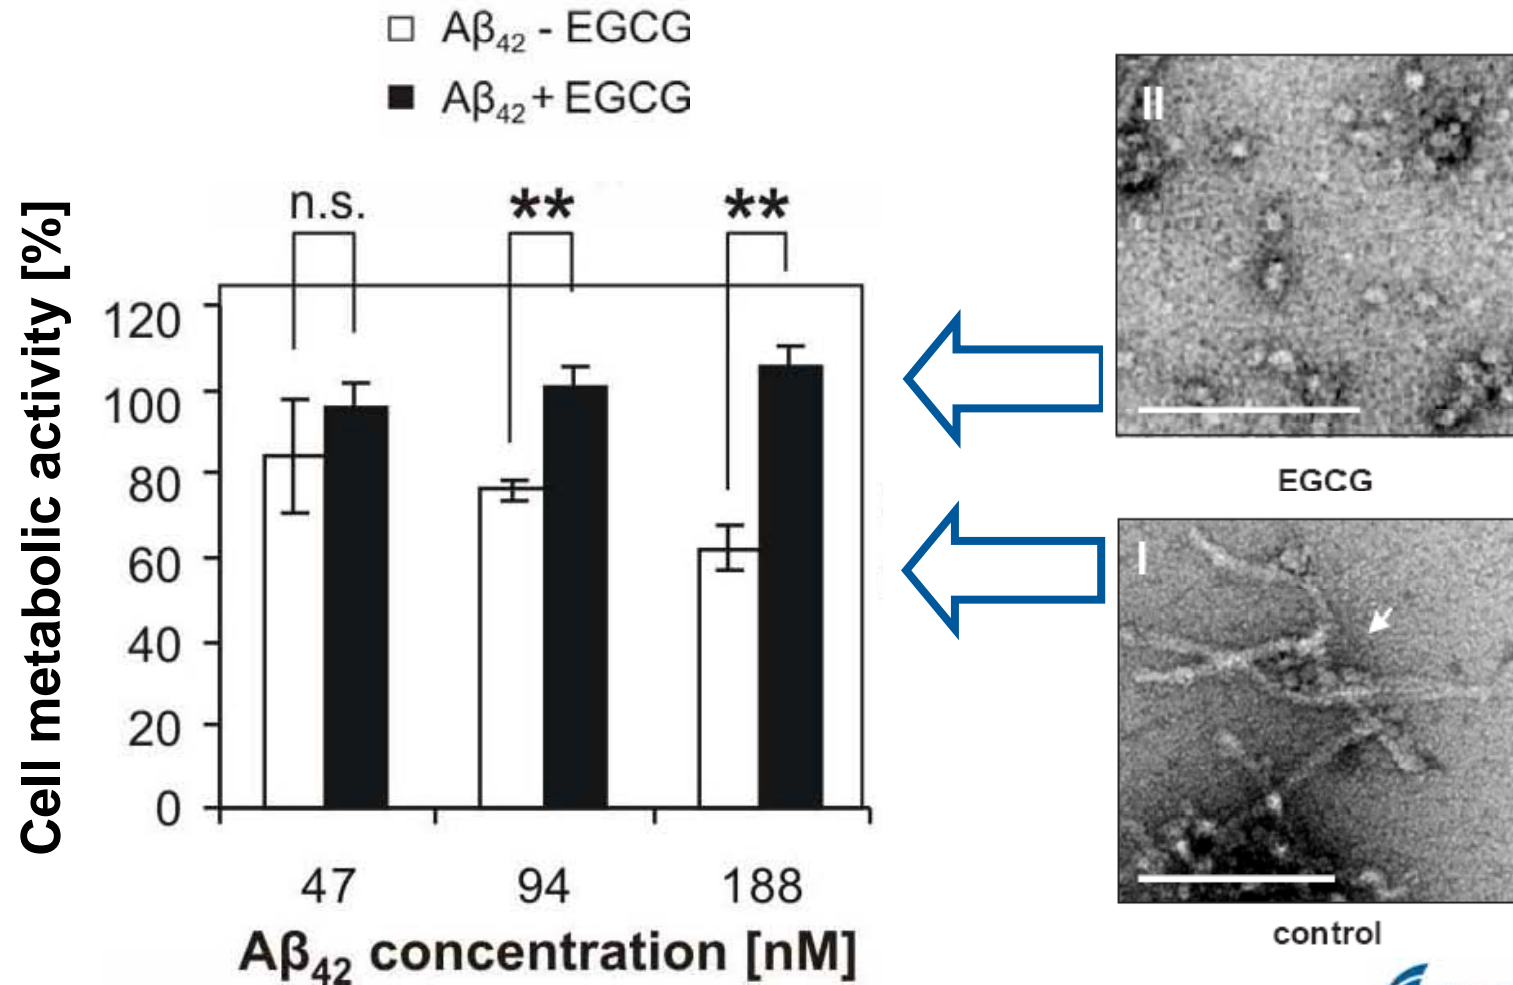 Aβ42 - EGCG
Aβ42 + EGCG
n.s.
**
**
Cell metabolic activity [%]
120
100
80
60
40
20
0
47
94
188
Aβ42 concentration [nM]
II
EGCG
I
control